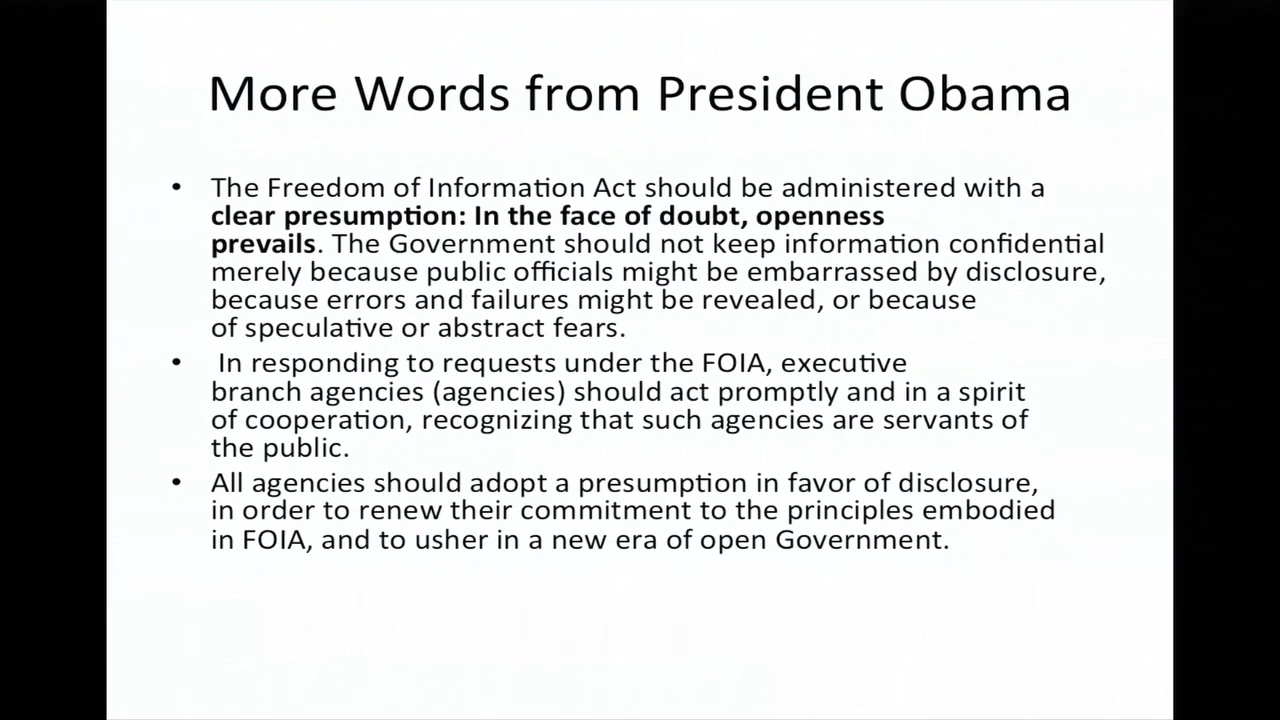 More Words from President Obama
• The Freedom of Information Act should be administered with a
clear presumption: In the face of doubt, openness
prevails. The Government should not keep information confidential
merely because public officials might be embarrassed by disclosure,
because errors and failures might be revealed, or because
of speculative or abstract fears.
• In responding to requests under the FOIA, executive
branch agencies (agencies) should act promptly and in a spirit
of cooperation, recognizing that such agencies are servants of
the public.
• All agencies should adopt a presumption in favor of disclosure,
in order to renew their commitment to the principles embodied
in FOIA, and to usher in a new era of open Government.